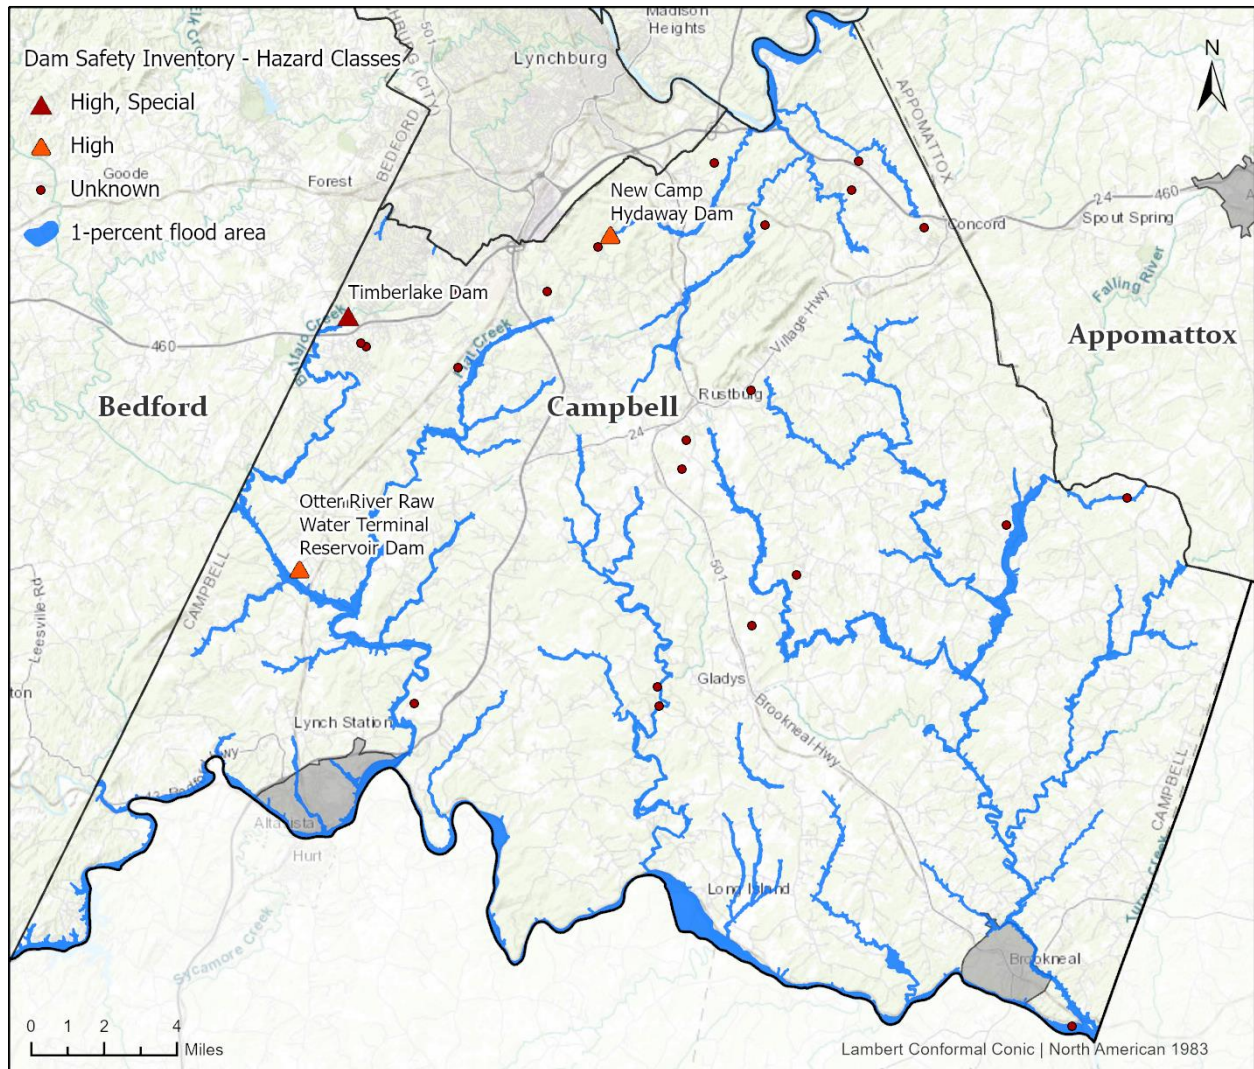 Madison
Heights
Elk Cre
501
Lynchburg
Dam Safety Inventory - Hazard Classes
High, Special
High
Unknown
1-percent flood area
N
BEDFORD
APPOMATTOX
Goode
Forest
New Camp
Hydaway Dam
24
460
Spout Spring
Concord
Falling River
Timberlake Dam
460
Village Hwy
Appomattox
Bedford
Campbell
Rustburg
24
Otter River Raw
Water Terminal
Reservoir Dam
CAMPBELL
501
Leesville Rd
ton
Gladys
Lynch Station
Brookneal Hwy
CAMPBELL
Altavista
Hurt
Long Island
Sycamore Creek
Brookneal
0 1 2 4
Miles
Lambert Conformal Conic | North American 1983